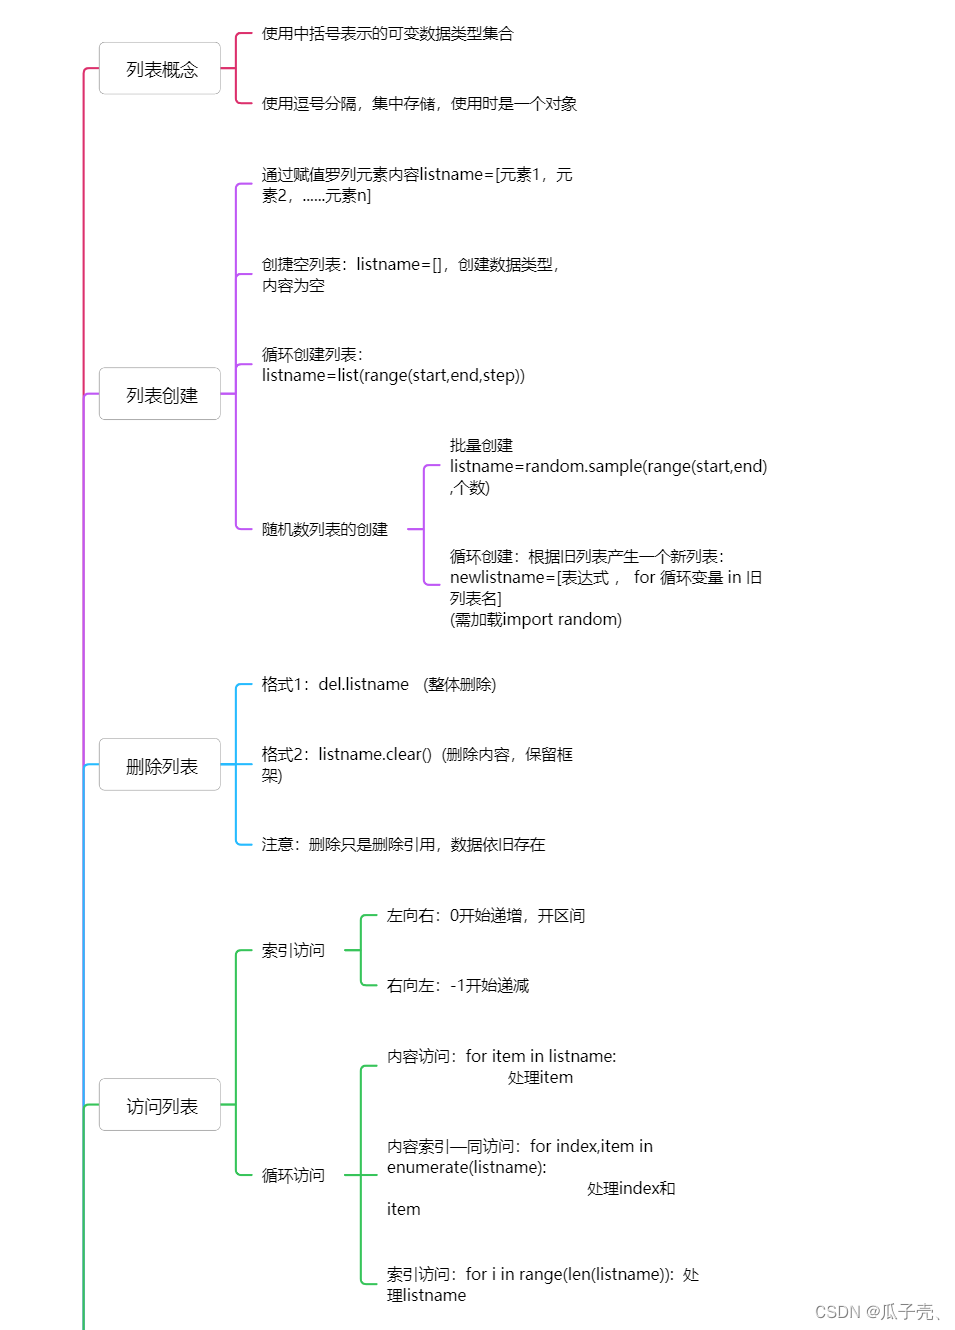 列表概念
使用中括号表示的可变数据类型集合
使用逗号分隔，集中存储，使用时是一个对象
列表创建
通过赋值罗列元素内容listname=[元素1，元
素2，……元素n]
创捷空列表：listname=[]，创建数据类型，
内容为空
循环创建列表：
listname=list(range(start,end,step))
随机数列表的创建
批量创建
listname=random.sample(range(start,end)
,个数)
循环创建：根据旧列表产生一个新列表：
newlistname=[表达式 ， for 循环变量 in 旧
列表名]
(需加载import random)
删除列表
格式1：del.listname （整体删除)
格式2：listname.clear()（删除内容，保留框
架)
注意：删除只是删除引用，数据依旧存在
访问列表
索引访问
左向右：0开始递增，开区间
右向左：-1开始递减
循环访问
内容访问：for item in listname:
处理item
内容索引—同访问：for index,item in
enumerate(listname):
处理index和
item
索引访问：for i in range(len(listname)): 处
理listname
CSDN @瓜子壳、